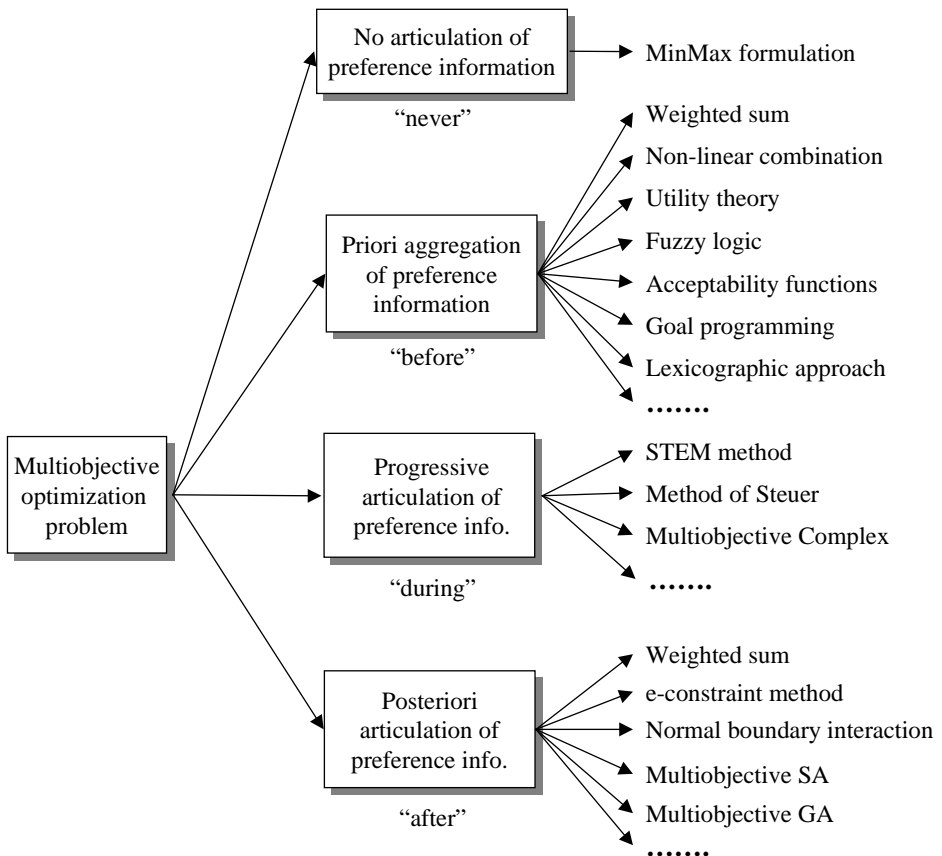 No articulation of
preference information
“never”
MinMax formulation
Weighted sum
Non-linear combination
Utility theory
Fuzzy logic
Acceptability functions
Goal programming
Lexicographic approach
.......
Priori aggregation
of preference
information
“before”
Multiobjective
optimization
problem
Progressive
articulation of
preference info.
“during”
STEM method
Method of Steuer
Multiobjective Complex
.......
Posteriori
articulation of
preference info.
“after”
Weighted sum
e-constraint method
Normal boundary interaction
Multiobjective SA
Multiobjective GA
.......